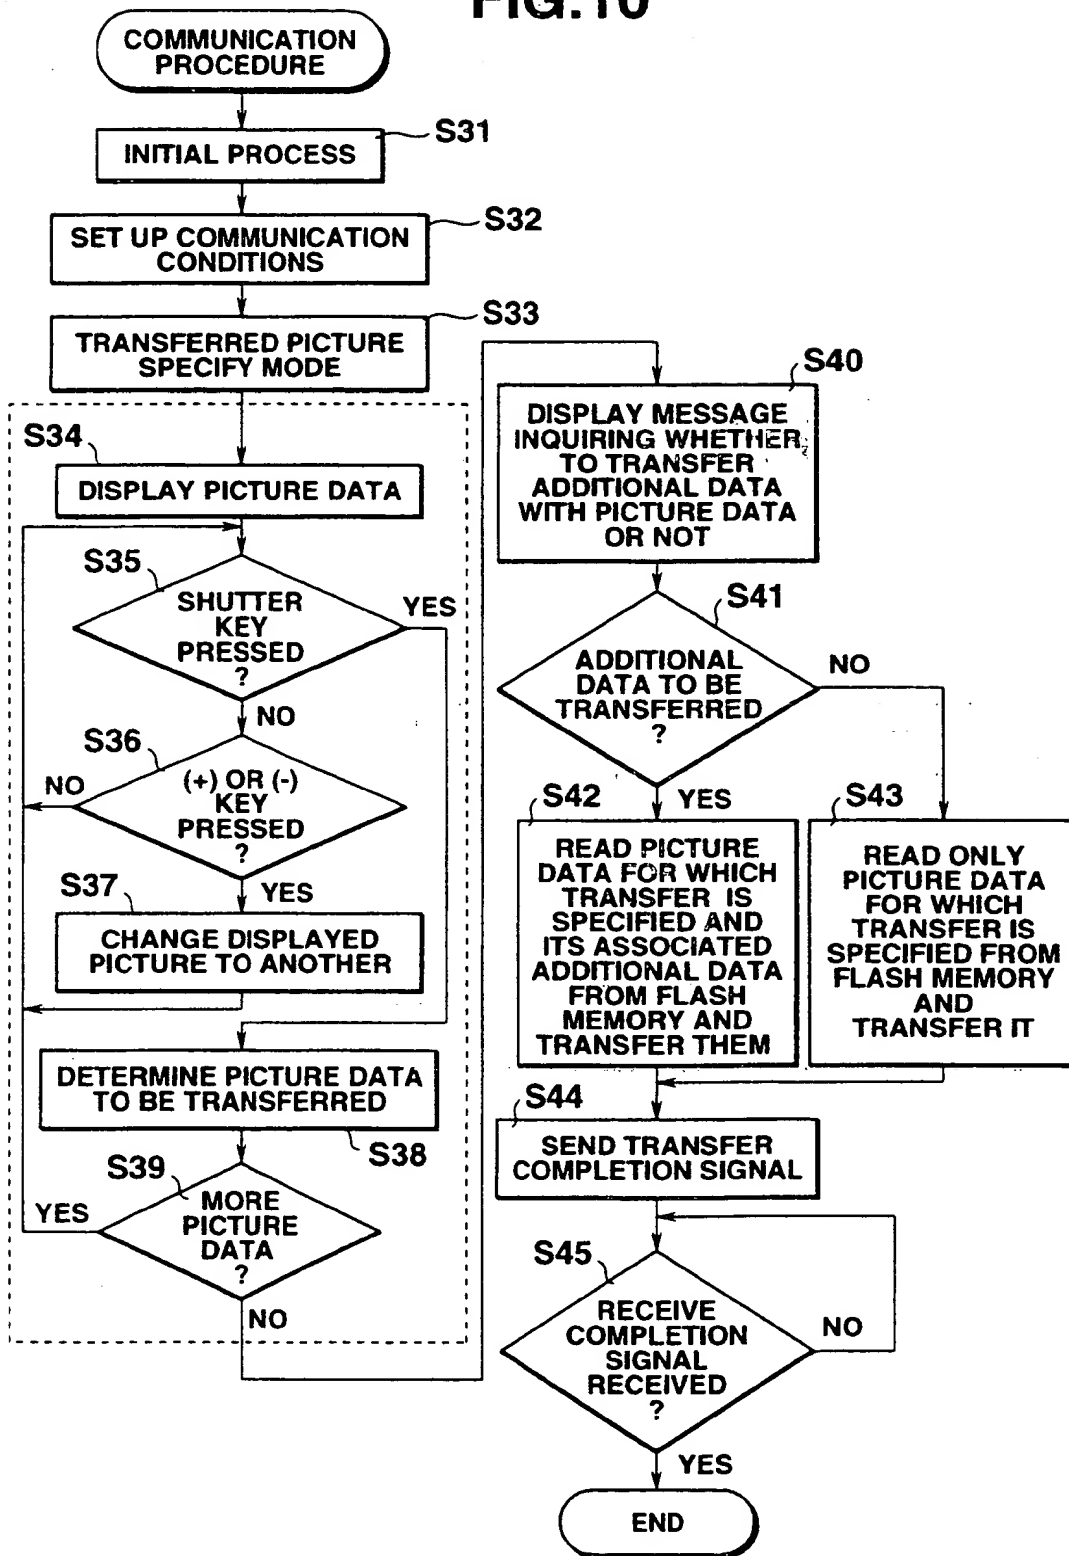 FIG.10
COMMUNICATION
PROCEDURE
S31
INITIAL PROCESS
S32
SET UP COMMUNICATION
CONDITIONS
S33
TRANSFERRED PICTURE
SPECIFY MODE
S34
DISPLAY PICTURE DATA
S35
SHUTTER
KEY
PRESSED
?
YES
NO
S36
(+) OR (-)
KEY
PRESSED
?
NO
YES
S37
CHANGE DISPLAYED
PICTURE TO ANOTHER
DETERMINE PICTURE DATA
TO BE TRANSFERRED
S38
S39
MORE
PICTURE
DATA
?
YES
NO
S40
DISPLAY MESSAGE
INQUIRING WHETHER
TO TRANSFER
ADDITIONAL DATA
WITH PICTURE DATA
OR NOT
S41
ADDITIONAL
DATA TO BE
TRANSFERRED
?
NO
YES
S42
READ PICTURE
DATA FOR WHICH
TRANSFER IS
SPECIFIED AND
ITS ASSOCIATED
ADDITIONAL DATA
FROM FLASH
MEMORY AND
TRANSFER THEM
S43
READ ONLY
PICTURE DATA
FOR WHICH
TRANSFER IS
SPECIFIED FROM
FLASH MEMORY
AND
TRANSFER IT
S44
SEND TRANSFER
COMPLETION SIGNAL
S45
RECEIVE
COMPLETION
SIGNAL
RECEIVED
?
NO
YES
END